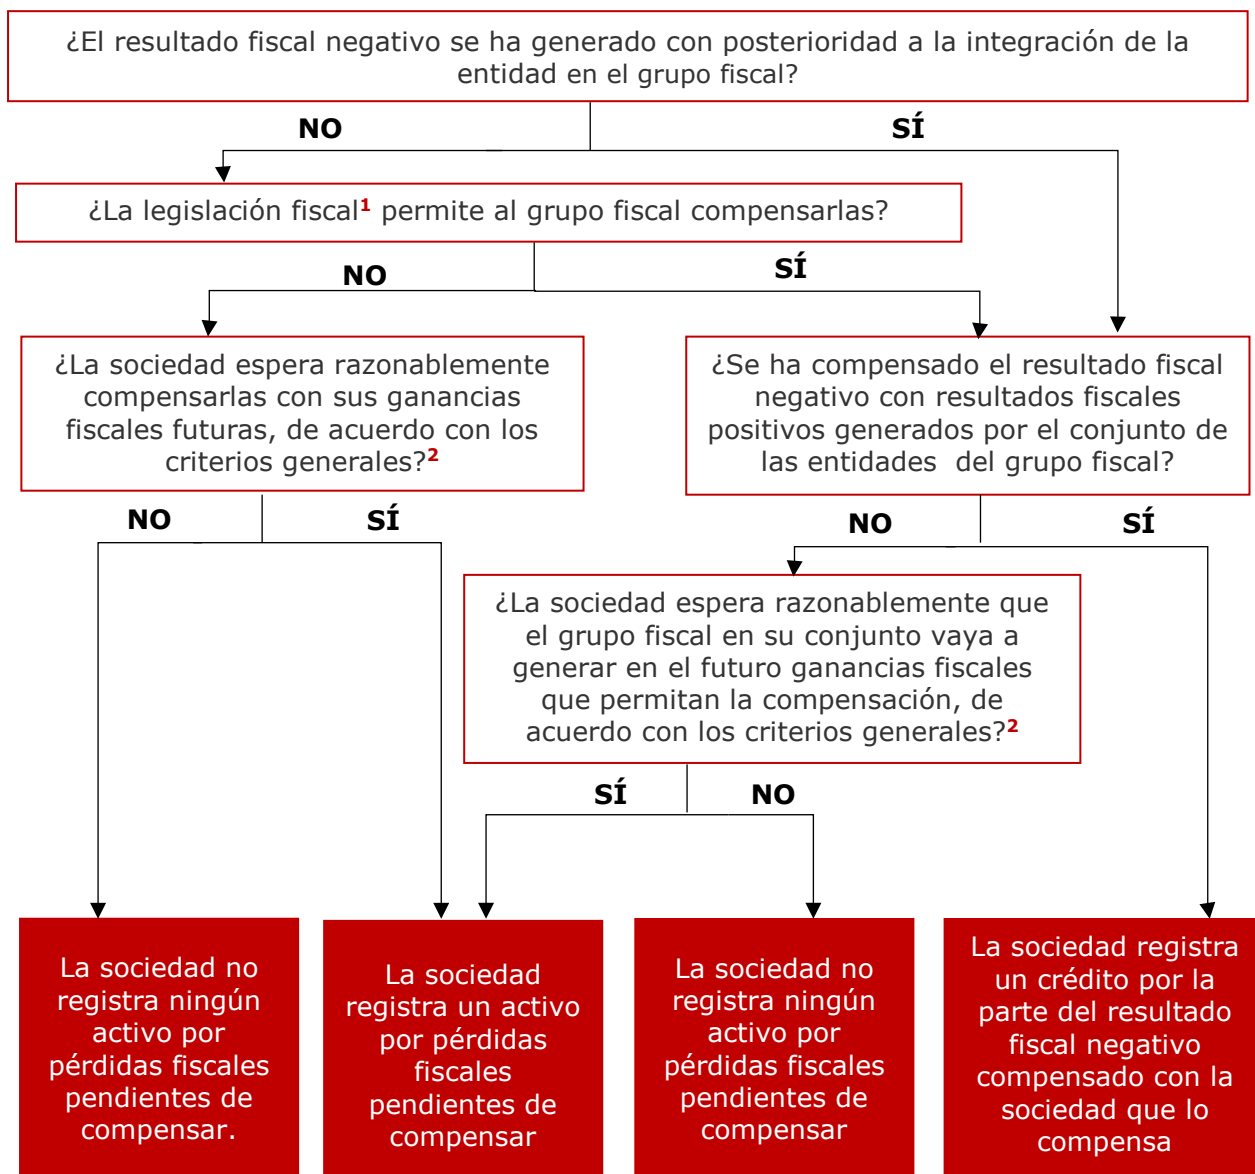 ¿El resultado fiscal negativo se ha generado con posterioridad a la integración de la
entidad en el grupo fiscal?
NO
SÍ
¿La legislación fiscal1 permite al grupo fiscal compensarlas?
NO
SÍ
¿La sociedad espera razonablemente
compensarlas con sus ganancias
fiscales futuras, de acuerdo con los
criterios generales?2
¿Se ha compensado el resultado fiscal
negativo con resultados fiscales
positivos generados por el conjunto de
las entidades del grupo fiscal?
NO
SÍ
NO
SÍ
¿La sociedad espera razonablemente que
el grupo fiscal en su conjunto vaya a
generar en el futuro ganancias fiscales
que permitan la compensación, de
acuerdo con los criterios generales?2
SÍ
NO
La sociedad no
registra ningún
activo por
pérdidas fiscales
pendientes de
compensar.
La sociedad
registra un activo
por pérdidas
fiscales
pendientes de
compensar
La sociedad no
registra ningún
activo por
pérdidas fiscales
pendientes de
compensar
La sociedad registra
un crédito por la
parte del resultado
fiscal negativo
compensado con la
sociedad que lo
compensa